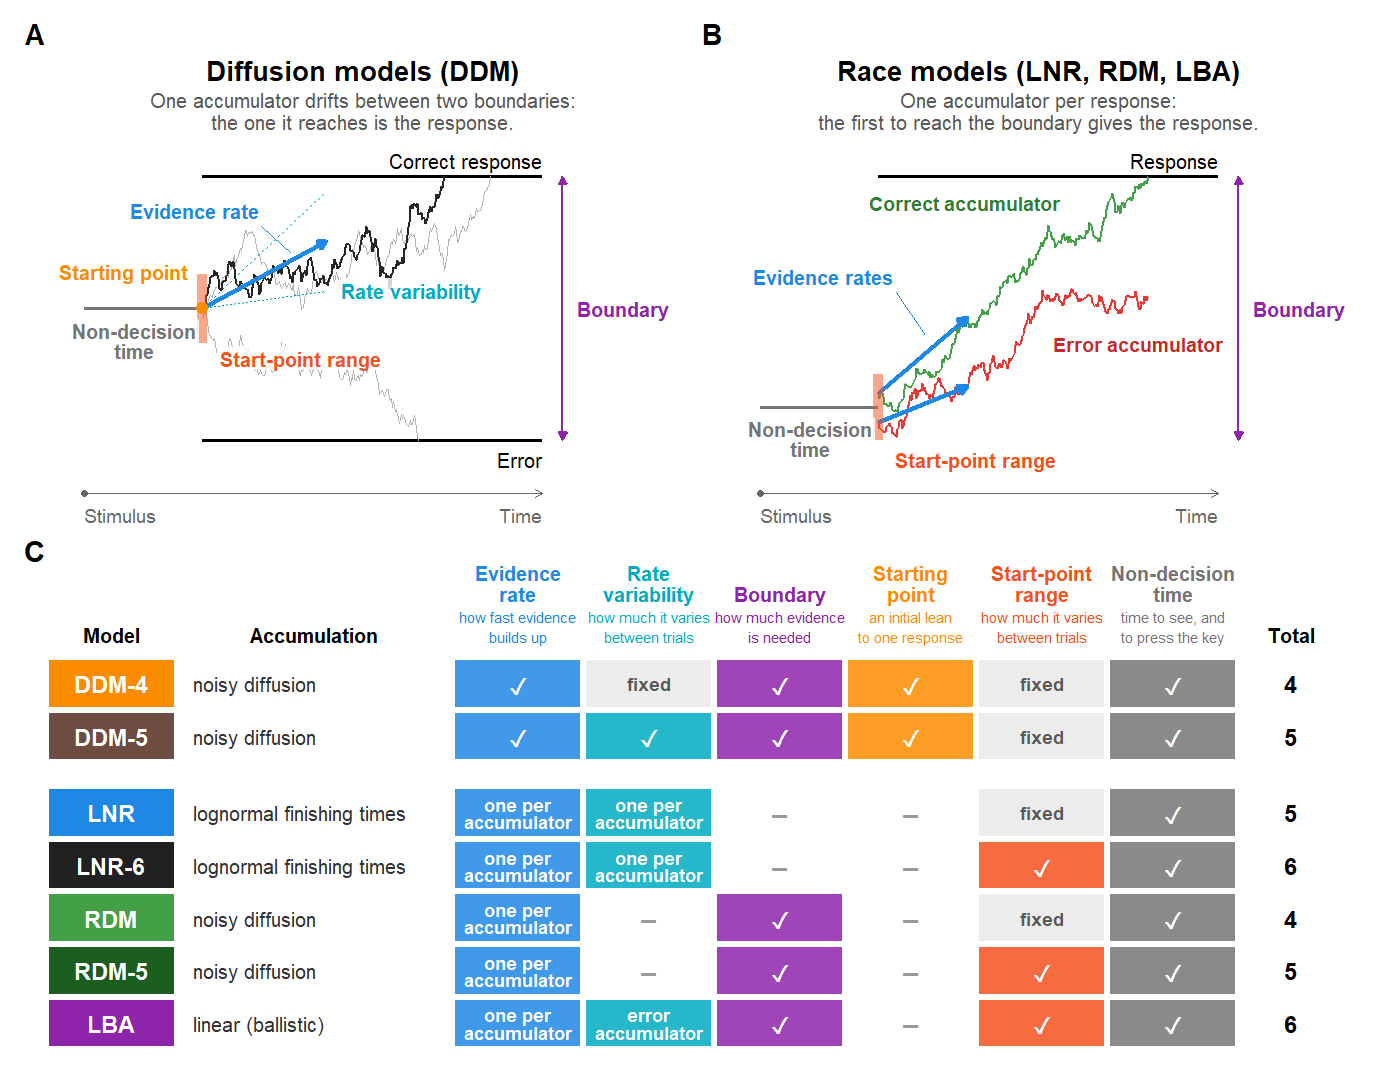 A
Diffusion models (DDM)
One accumulator drifts between two boundaries:
the one it reaches is the response.
Correct response
Evidence rate
Starting point
Rate variability
Boundary
Non-decision
time
Start-point range
Error
Stimulus
Time
B
Race models (LNR, RDM, LBA)
One accumulator per response:
the first to reach the boundary gives the response.
Response
Correct accumulator
Evidence rates
Boundary
Error accumulator
Non-decision
time
Start-point range
Stimulus
Time
C
Model
Accumulation
Evidence
rate
how fast evidence
builds up
Rate
variability
how much it varies
between trials
Boundary
how much evidence
is needed
Starting
point
an initial lean
to one response
Start-point
range
how much it varies
between trials
Non-decision
time
time to see, and
to press the key
Total
DDM-4 noisy diffusion ✓ fixed ✓ ✓ fixed ✓ 4
DDM-5 noisy diffusion ✓ ✓ ✓ ✓ fixed ✓ 5
LNR lognormal finishing times one per accumulator one per accumulator – – fixed ✓ 5
LNR-6 lognormal finishing times one per accumulator one per accumulator – – ✓ ✓ 6
RDM noisy diffusion one per accumulator – ✓ – fixed ✓ 4
RDM-5 noisy diffusion one per accumulator – ✓ – ✓ ✓ 5
LBA linear (ballistic) one per accumulator error accumulator ✓ – ✓ ✓ 6